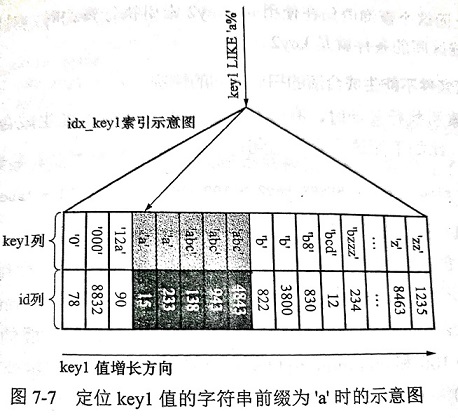 key1 LIKE 'a%'
idx_key1索引示意图
key1列
'0' '000' '12a' 'a' 'a' 'abc' 'abc' 'abc' 'b' 'b' 'b8' 'bcd' 'bzzz' … 'z' 'zz'
id列
78 8832 90 15 233 138 943 4843 822 3800 830 12 234 … 8463 1235
key1 值增长方向
图 7-7 定位 key1 值的字符串前缀为 'a' 时的示意图